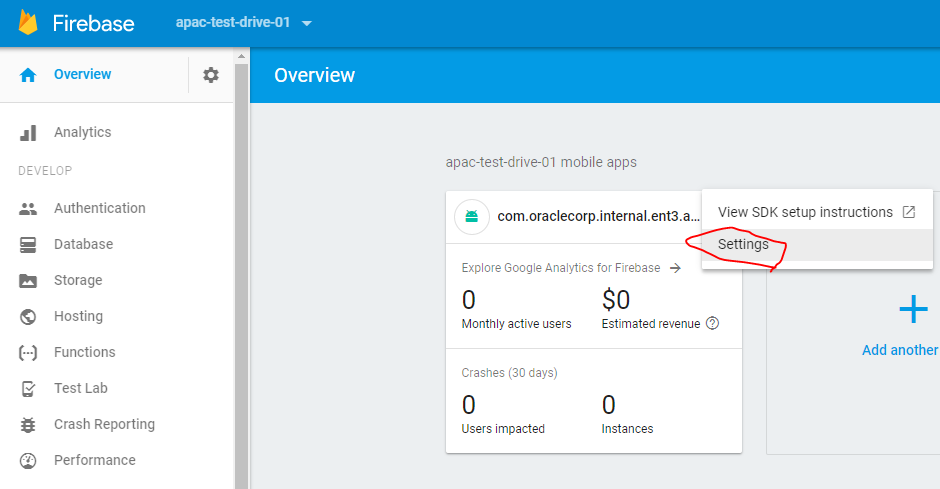 Firebase
apac-test-drive-01
Overview
Overview
Analytics
DEVELOP
Authentication
Database
Storage
Hosting
Functions
Test Lab
Crash Reporting
Performance
apac-test-drive-01 mobile apps
com.oraclecorp.internal.ent3.a...
View SDK setup instructions
Settings
Explore Google Analytics for Firebase
0 $0
Monthly active users Estimated revenue ?
Crashes (30 days)
0 0
Users impacted Instances
Add another